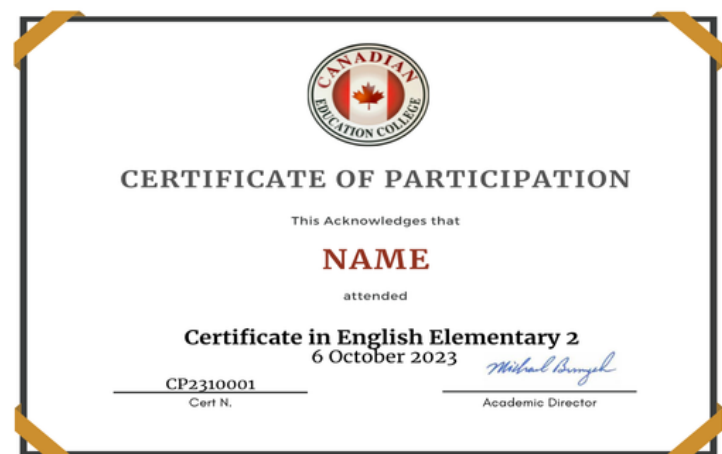 CANADIAN
EDUCATION COLLEGE
CERTIFICATE OF PARTICIPATION
This Acknowledges that
NAME
attended
Certificate in English Elementary 2
6 October 2023
CP2310001
Cert N.
Academic Director